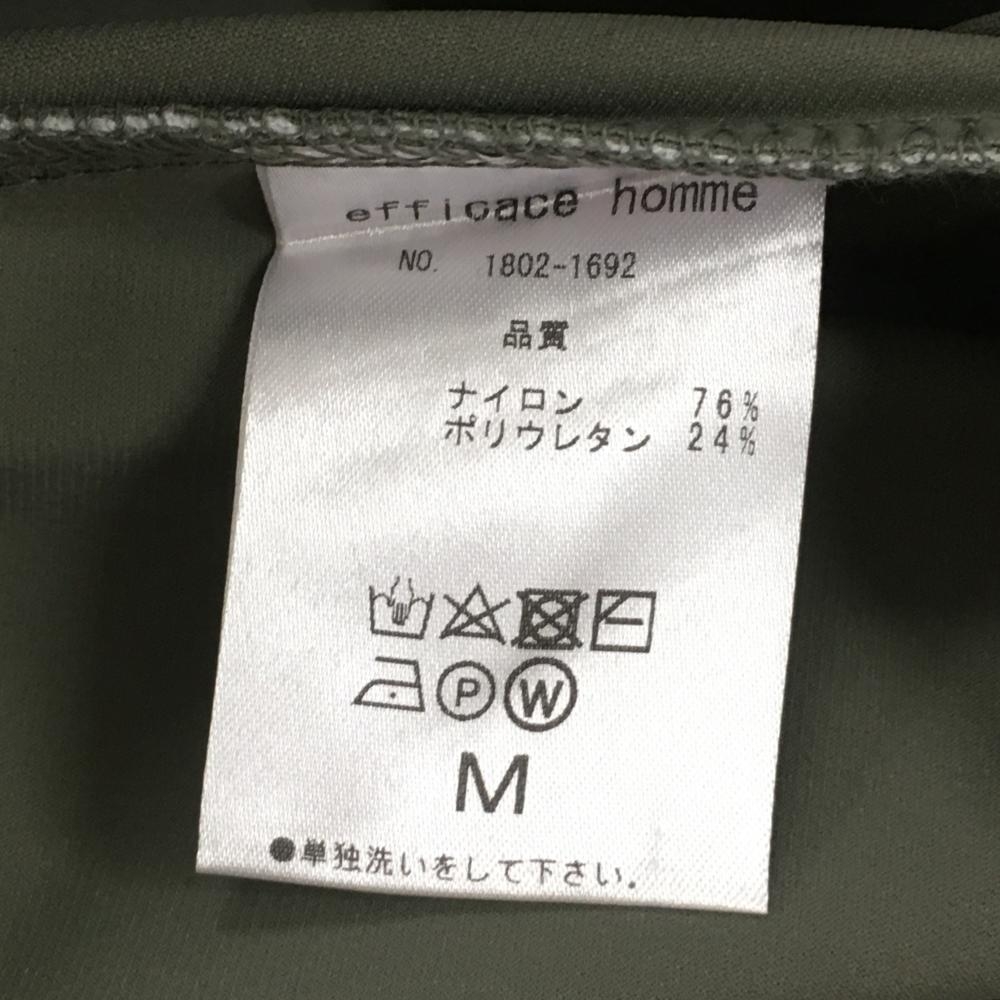 efficace homme
NO. 1802-1692
品質
ナイロン 76%
ポリウレタン 24%
P W
M
●単独洗いをして下さい.